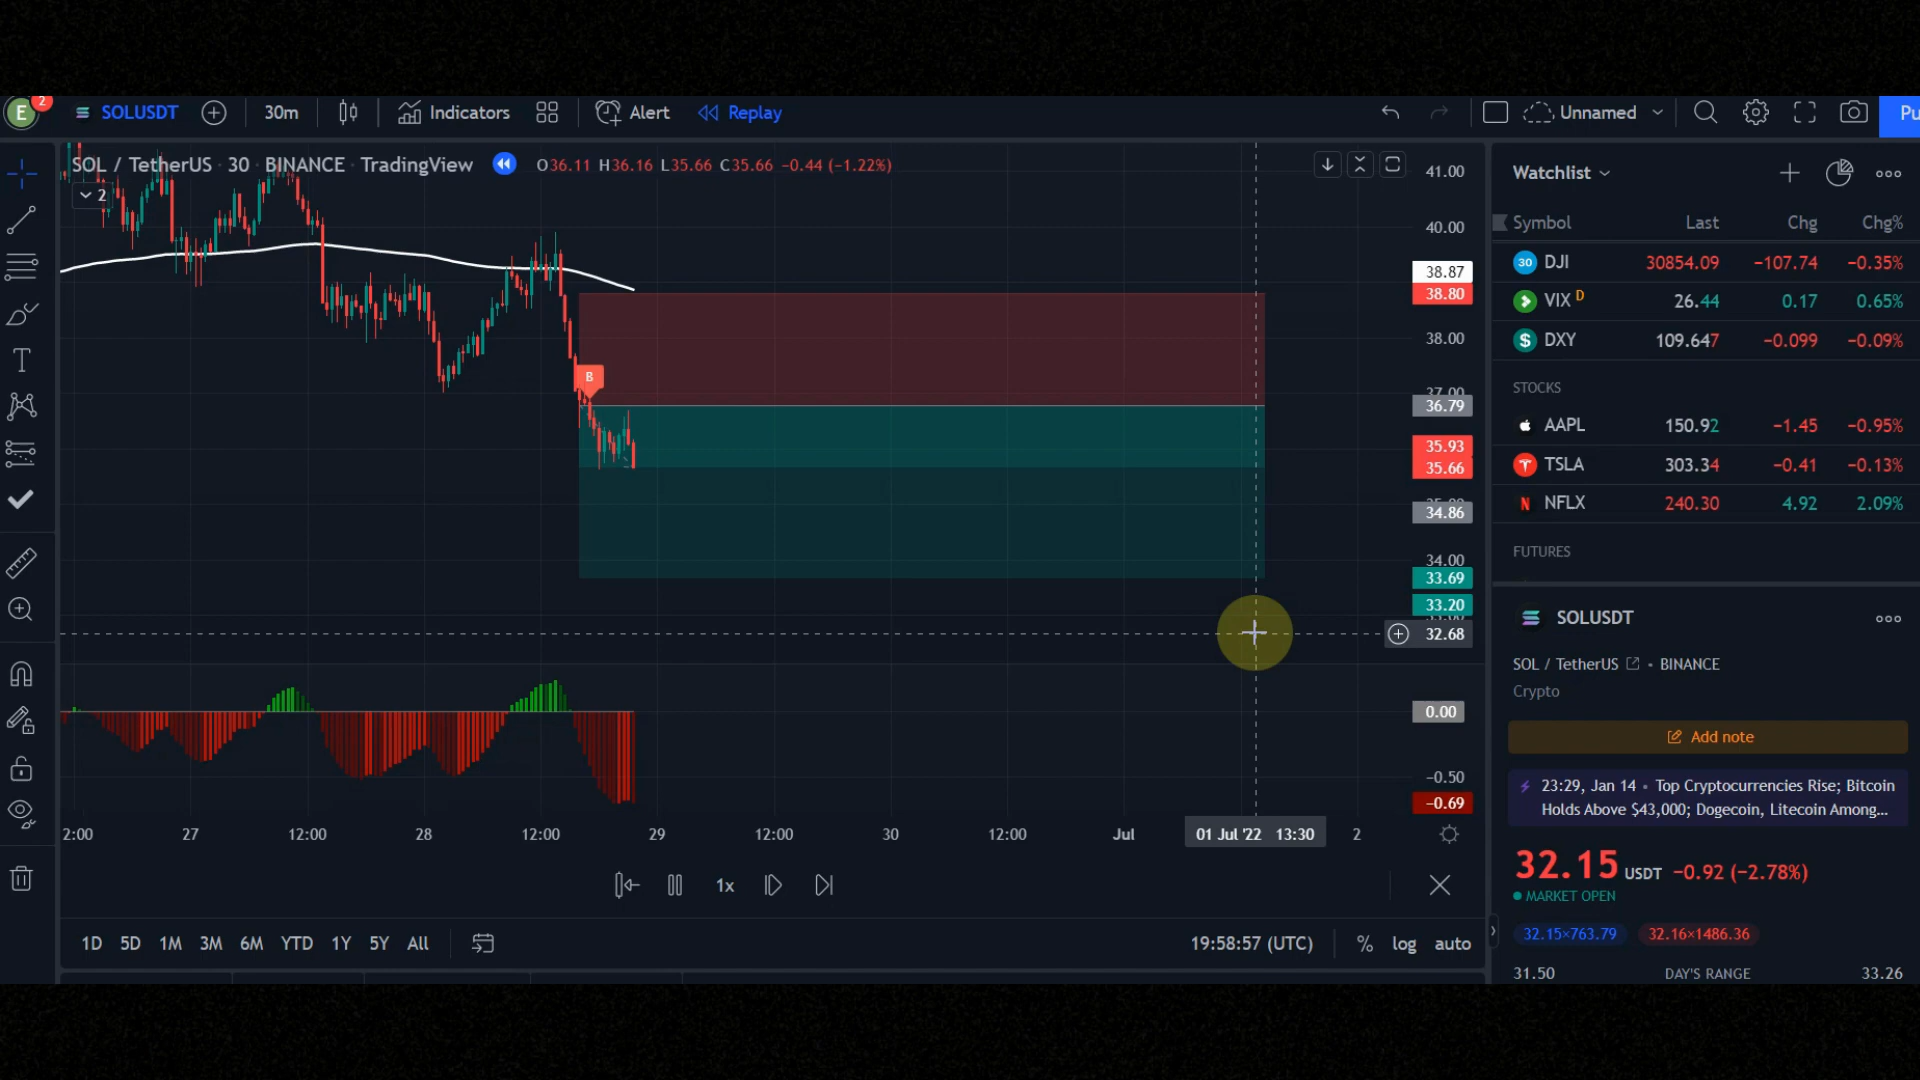 E 2 SOLUSDT 30m Indicators Alert Replay Unnamed Pu
SOL / TetherUS · 30 · BINANCE · TradingView O36.11 H36.16 L35.66 C35.66 −0.44 (−1.22%)
2
41.00
40.00
38.87
38.80
38.00
37.00
36.79
35.93
35.66
34.86
34.00
33.69
33.20
32.68
0.00
−0.50
−0.69
B
2:00 27 12:00 28 12:00 29 12:00 30 12:00 Jul 01 Jul '22 13:30 2
1x
1D 5D 1M 3M 6M YTD 1Y 5Y All 19:58:57 (UTC) % log auto
Watchlist
Symbol Last Chg Chg%
30 DJI 30854.09 −107.74 −0.35%
VIX D 26.44 0.17 0.65%
$ DXY 109.647 −0.099 −0.09%
STOCKS
AAPL 150.92 −1.45 −0.95%
TSLA 303.34 −0.41 −0.13%
N NFLX 240.30 4.92 2.09%
FUTURES
SOLUSDT
SOL / TetherUS • BINANCE
Crypto
Add note
23:29, Jan 14 • Top Cryptocurrencies Rise; Bitcoin
Holds Above $43,000; Dogecoin, Litecoin Among...
32.15 USDT −0.92 (−2.78%)
MARKET OPEN
32.15×763.79 32.16×1486.36
31.50 DAY'S RANGE 33.26